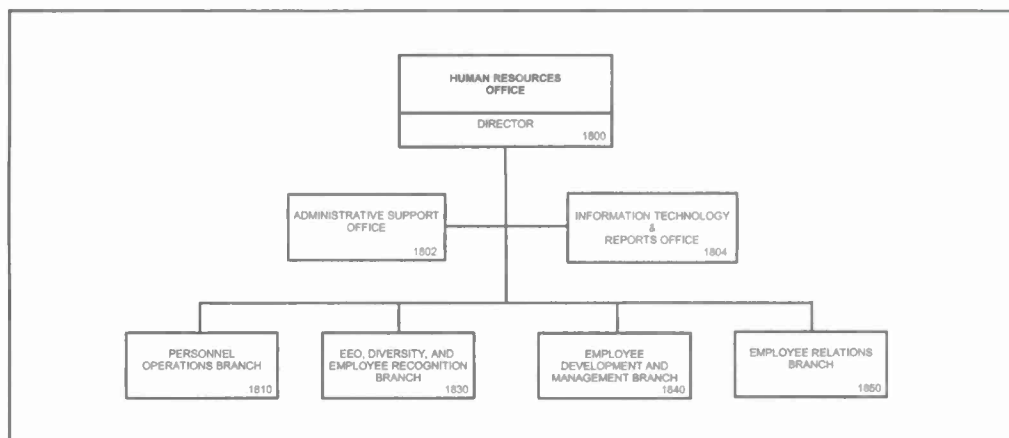 HUMAN RESOURCES
OFFICE
DIRECTOR
1800
ADMINISTRATIVE SUPPORT
OFFICE
1802
INFORMATION TECHNOLOGY
&
REPORTS OFFICE
1804
PERSONNEL
OPERATIONS BRANCH
1810
EEO, DIVERSITY, AND
EMPLOYEE RECOGNITION
BRANCH
1830
EMPLOYEE
DEVELOPMENT AND
MANAGEMENT BRANCH
1840
EMPLOYEE RELATIONS
BRANCH
1850